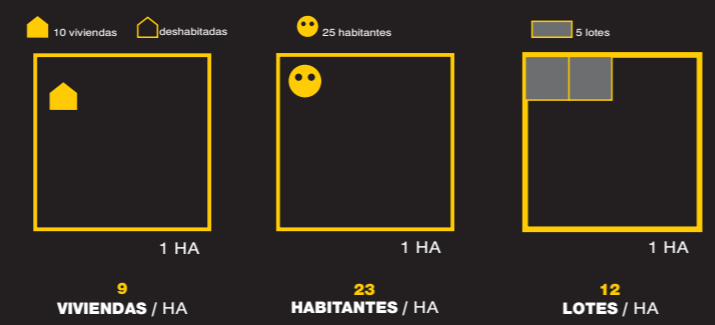 10 viviendas deshabitadas
25 habitantes
5 lotes
1 HA
1 HA
1 HA
9
VIVIENDAS / HA
23
HABITANTES / HA
12
LOTES / HA